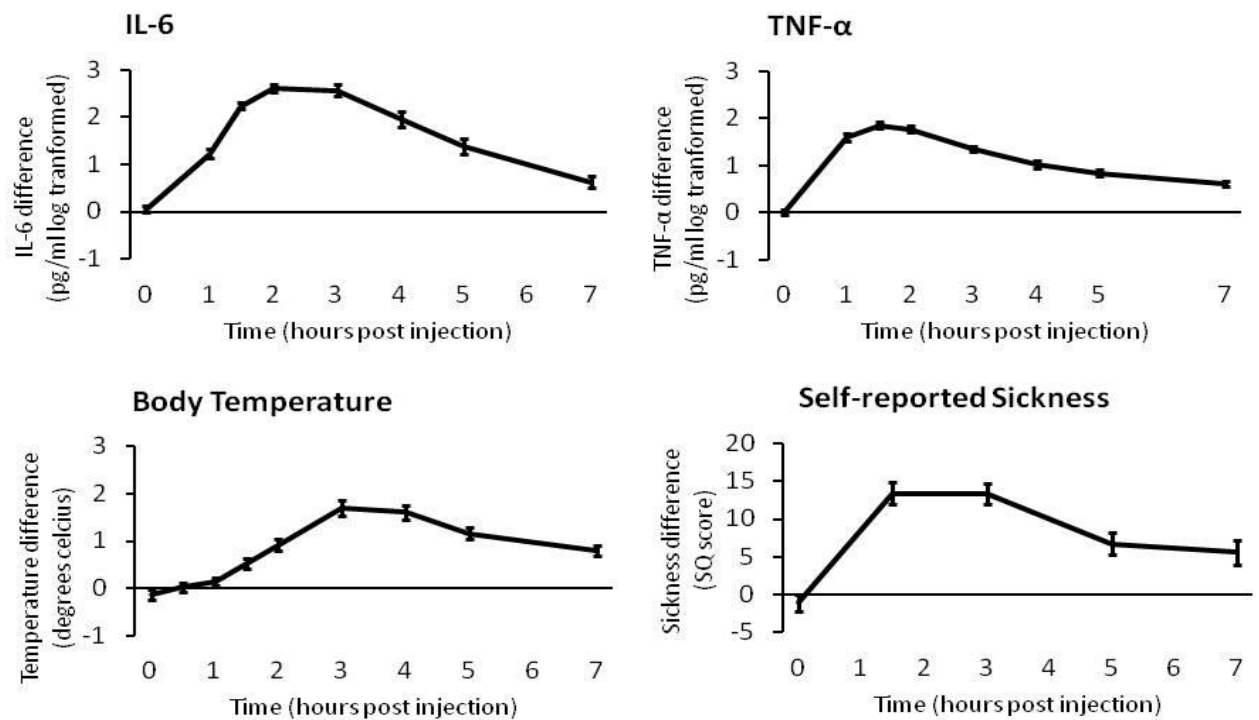 IL-6
IL-6 difference
(pg/ml log tranformed)
3
2
1
0
-1
0 1 2 3 4 5 6 7
Time (hours post injection)
TNF-α
TNF-α difference
(pg/ml log tranformed)
3
2
1
0
-1
0 1 2 3 4 5 7
Time (hours post injection)
Body Temperature
Temperature difference
(degrees celcius)
3
2
1
0
-1
0 1 2 3 4 5 6 7
Time (hours post injection)
Self-reported Sickness
Sickness difference
(SQ score)
20
15
10
5
0
-5
0 1 2 3 4 5 6 7
Time (hours post injection)